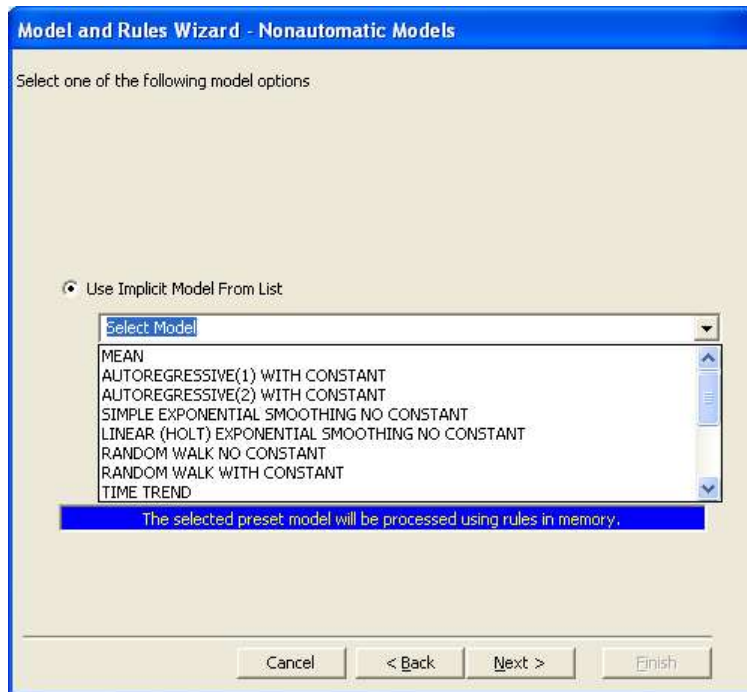 Model and Rules Wizard - Nonautomatic Models
Select one of the following model options
Use Implicit Model From List
Select Model
MEAN
AUTOREGRESSIVE(1) WITH CONSTANT
AUTOREGRESSIVE(2) WITH CONSTANT
SIMPLE EXPONENTIAL SMOOTHING NO CONSTANT
LINEAR (HOLT) EXPONENTIAL SMOOTHING NO CONSTANT
RANDOM WALK NO CONSTANT
RANDOM WALK WITH CONSTANT
TIME TREND
The selected preset model will be processed using rules in memory.
Cancel < Back Next > Finish